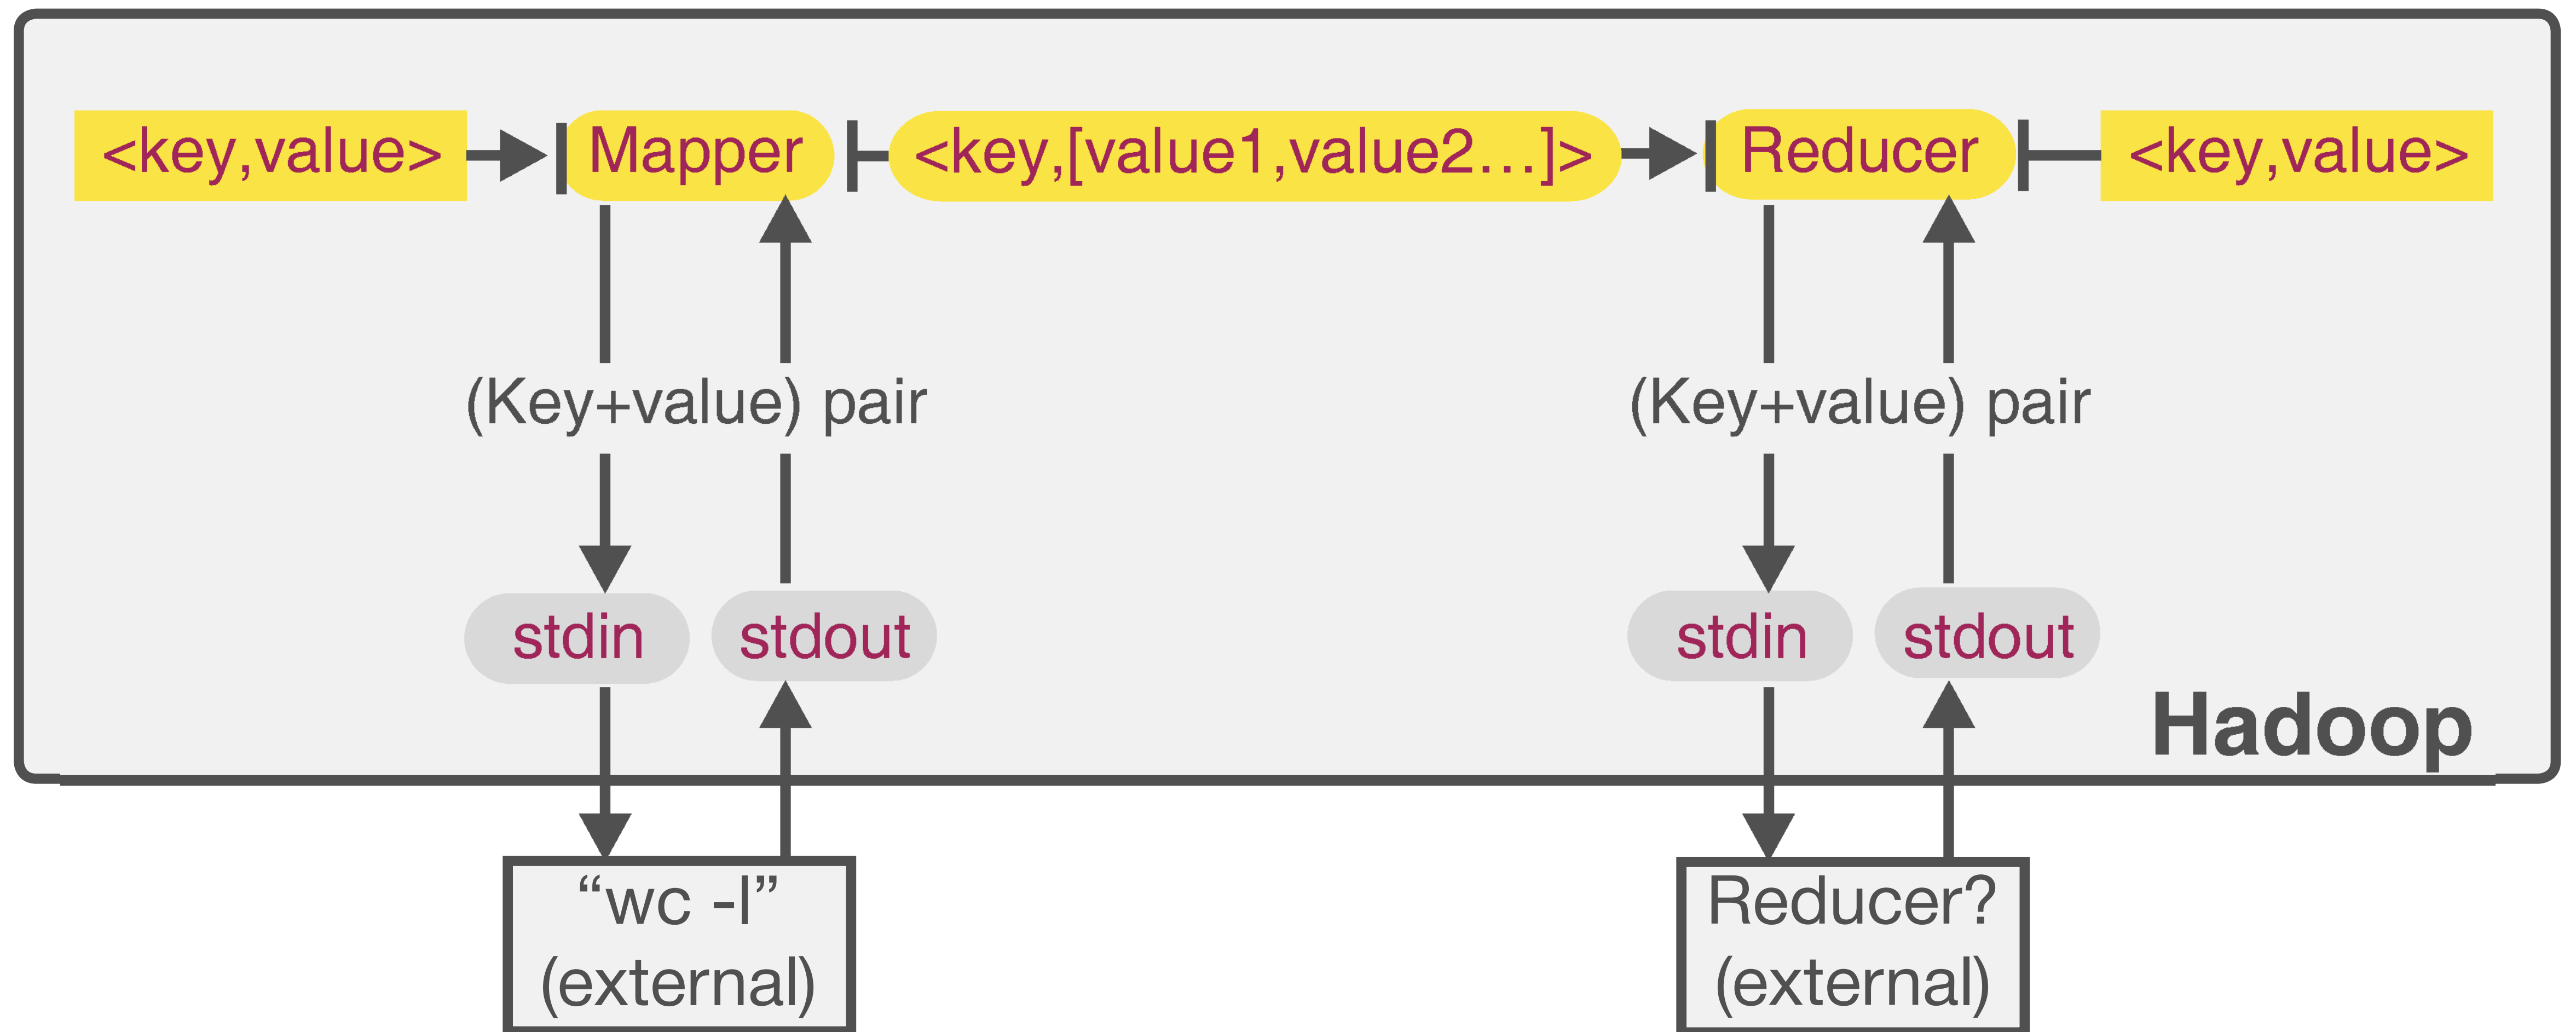 <key,value>
Mapper
<key,[value1,value2...]>
Reducer
<key,value>
(Key+value) pair
(Key+value) pair
stdin
stdout
stdin
stdout
Hadoop
“wc -l”
(external)
Reducer?
(external)